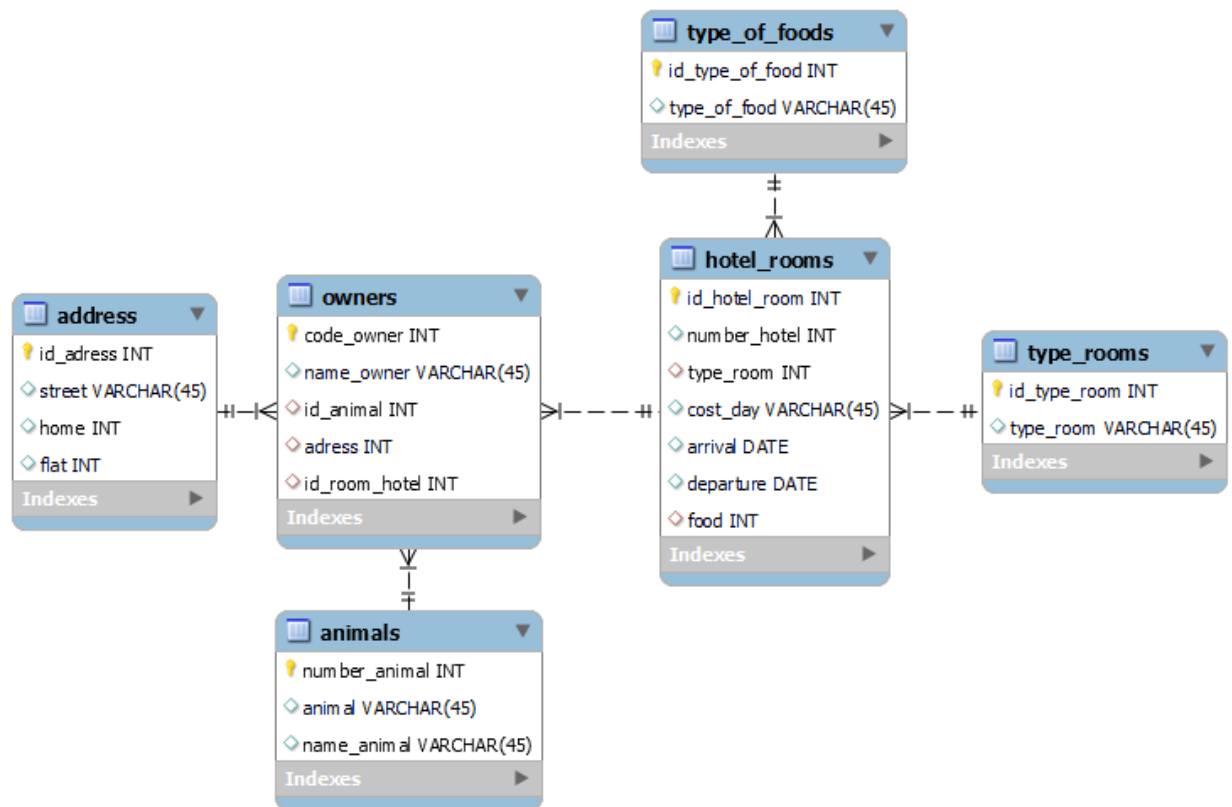 type_of_foods
id_type_of_food INT
type_of_food VARCHAR(45)
Indexes
address
id_adress INT
street VARCHAR(45)
home INT
flat INT
Indexes
owners
code_owner INT
name_owner VARCHAR(45)
id_animal INT
adress INT
id_room_hotel INT
Indexes
hotel_rooms
id_hotel_room INT
number_hotel INT
type_room INT
cost_day VARCHAR(45)
arrival DATE
departure DATE
food INT
Indexes
type_rooms
id_type_room INT
type_room VARCHAR(45)
Indexes
animals
number_animal INT
animal VARCHAR(45)
name_animal VARCHAR(45)
Indexes